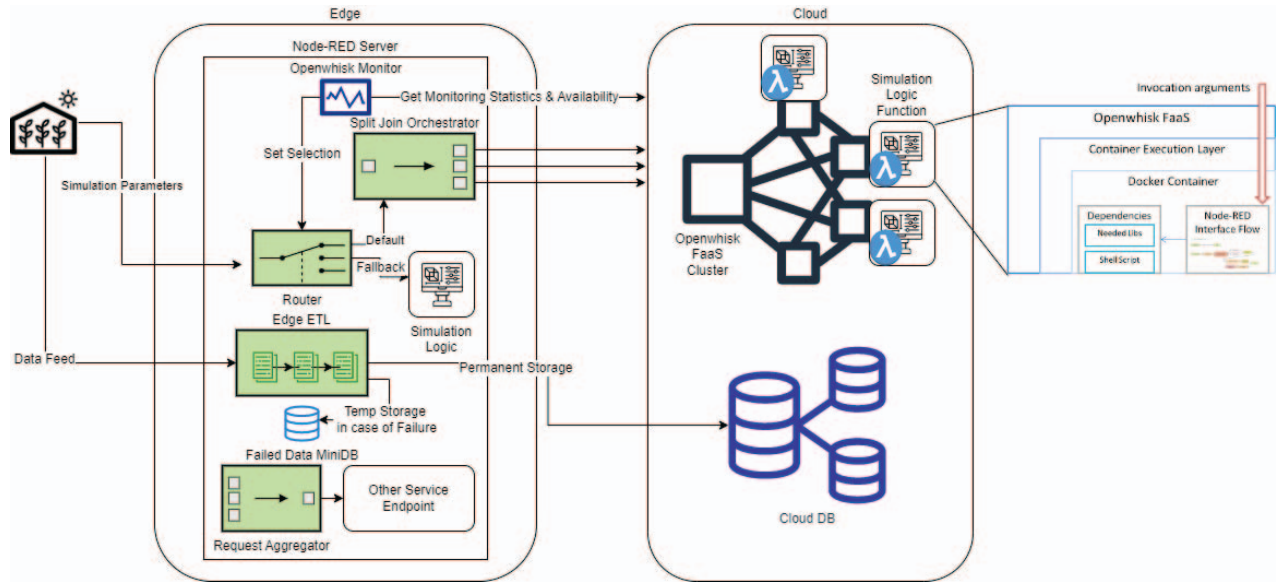 Edge
Cloud
Node-RED Server
Openwhisk Monitor
Get Monitoring Statistics & Availability
Split Join Orchestrator
Set Selection
Simulation Parameters
Default
Fallback
Router
Simulation
Logic
Edge ETL
Data Feed
Permanent Storage
Temp Storage
in case of Failure
Failed Data MiniDB
Other Service
Endpoint
Request Aggregator
λ
Simulation
Logic
Function
λ
λ
Openwhisk
FaaS
Cluster
Cloud DB
Invocation arguments
Openwhisk FaaS
Container Execution Layer
Docker Container
Dependencies
Needed Libs
Shell Script
Node-RED
Interface Flow